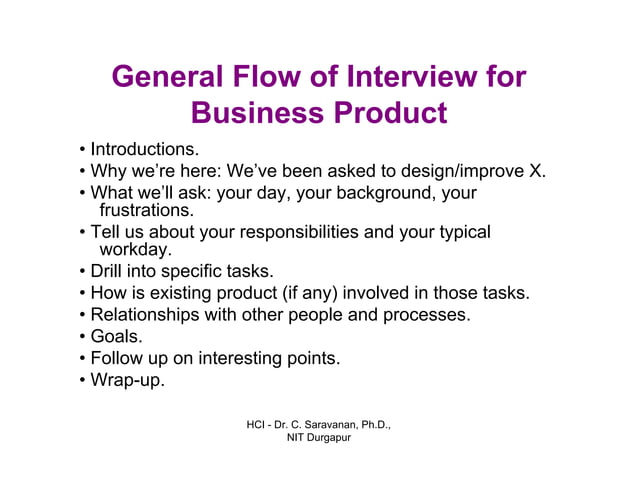 General Flow of Interview for
Business Product
• Introductions.
• Why we’re here: We’ve been asked to design/improve X.
• What we’ll ask: your day, your background, your
frustrations.
• Tell us about your responsibilities and your typical
workday.
• Drill into specific tasks.
• How is existing product (if any) involved in those tasks.
• Relationships with other people and processes.
• Goals.
• Follow up on interesting points.
• Wrap-up.
HCI - Dr. C. Saravanan, Ph.D.,
NIT Durgapur